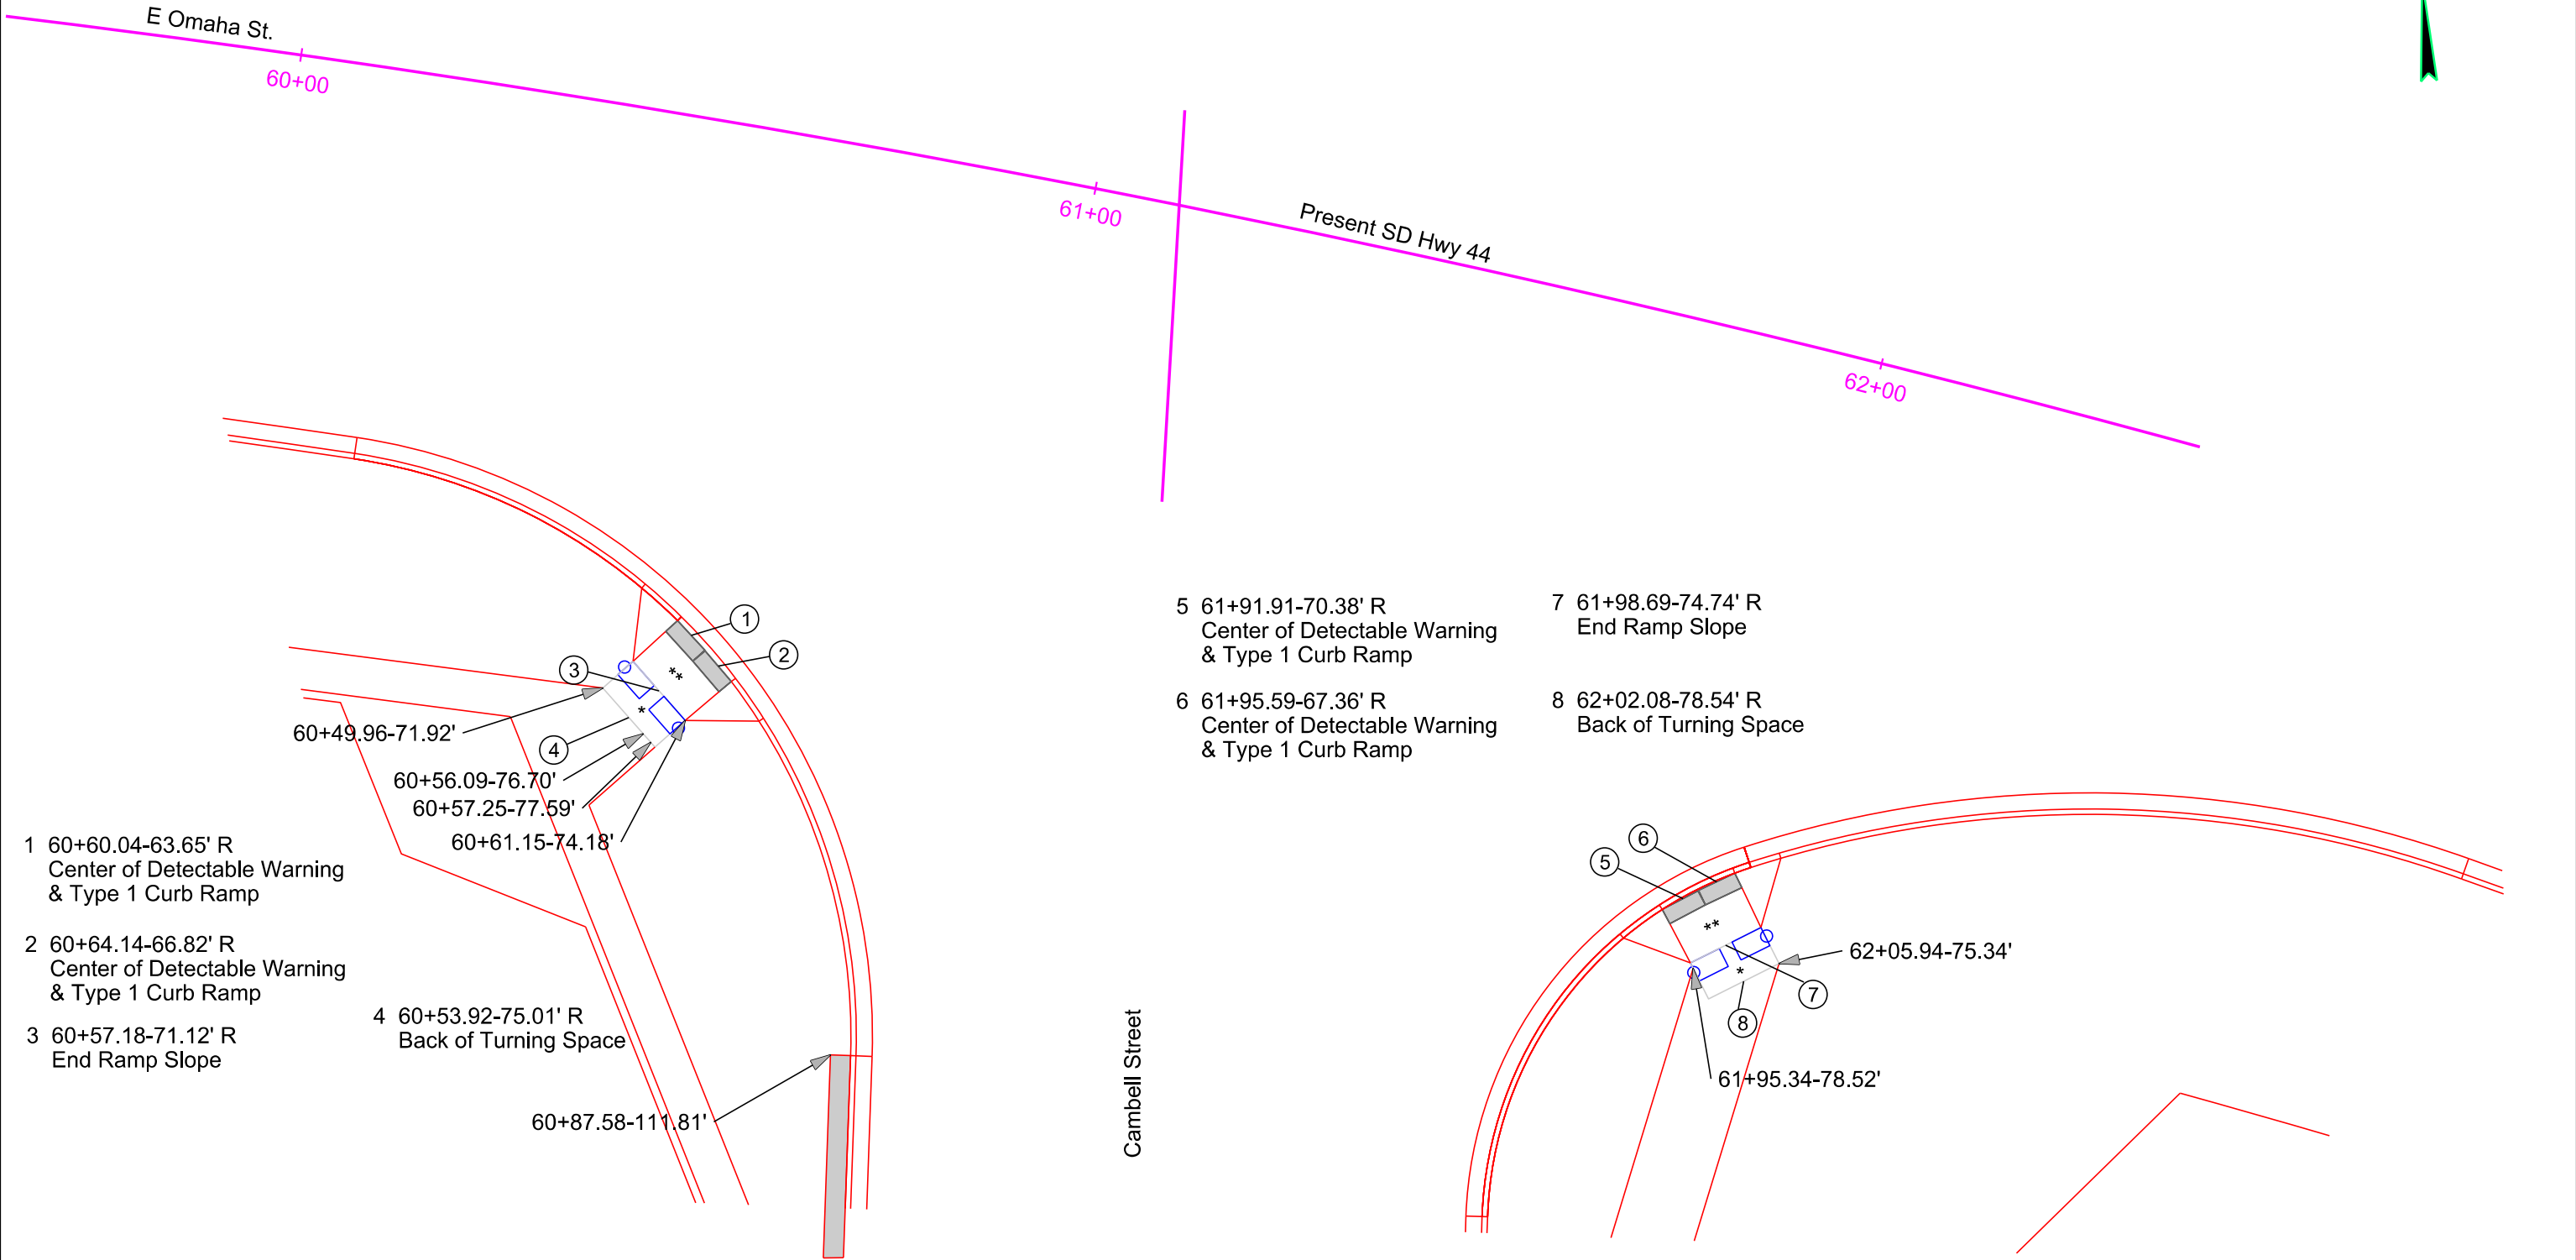 E Omaha St.
60+00
61+00
Present SD Hwy 44
62+00
1
2
3
**
*
4
60+49.96-71.92'
60+56.09-76.70'
60+57.25-77.59'
60+61.15-74.18'
1 60+60.04-63.65' R
Center of Detectable Warning
& Type 1 Curb Ramp
2 60+64.14-66.82' R
Center of Detectable Warning
& Type 1 Curb Ramp
3 60+57.18-71.12' R
End Ramp Slope
4 60+53.92-75.01' R
Back of Turning Space
60+87.58-111.81'
Cambell Street
5 61+91.91-70.38' R
Center of Detectable Warning
& Type 1 Curb Ramp
6 61+95.59-67.36' R
Center of Detectable Warning
& Type 1 Curb Ramp
7 61+98.69-74.74' R
End Ramp Slope
8 62+02.08-78.54' R
Back of Turning Space
6
5
**
*
62+05.94-75.34'
7
8
61+95.34-78.52'